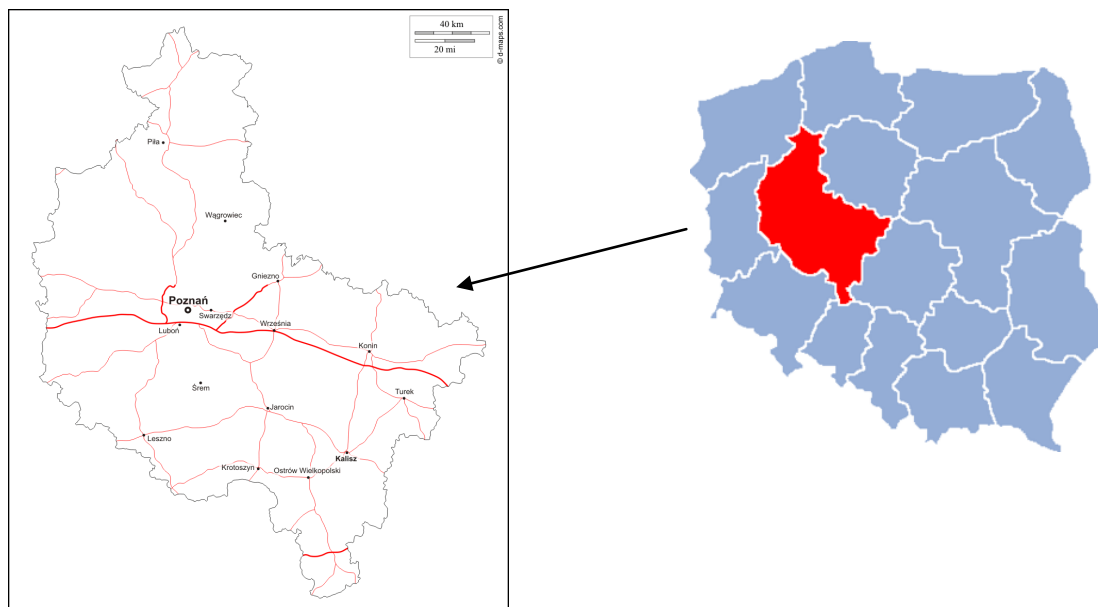 40 km
20 mi
© d-maps.com
Piła
Wągrowiec
Gniezno
Poznań
Swarzędz
Luboń
Września
Konin
Śrem
Turek
Jarocin
Leszno
Kalisz
Krotoszyn
Ostrów Wielkopolski